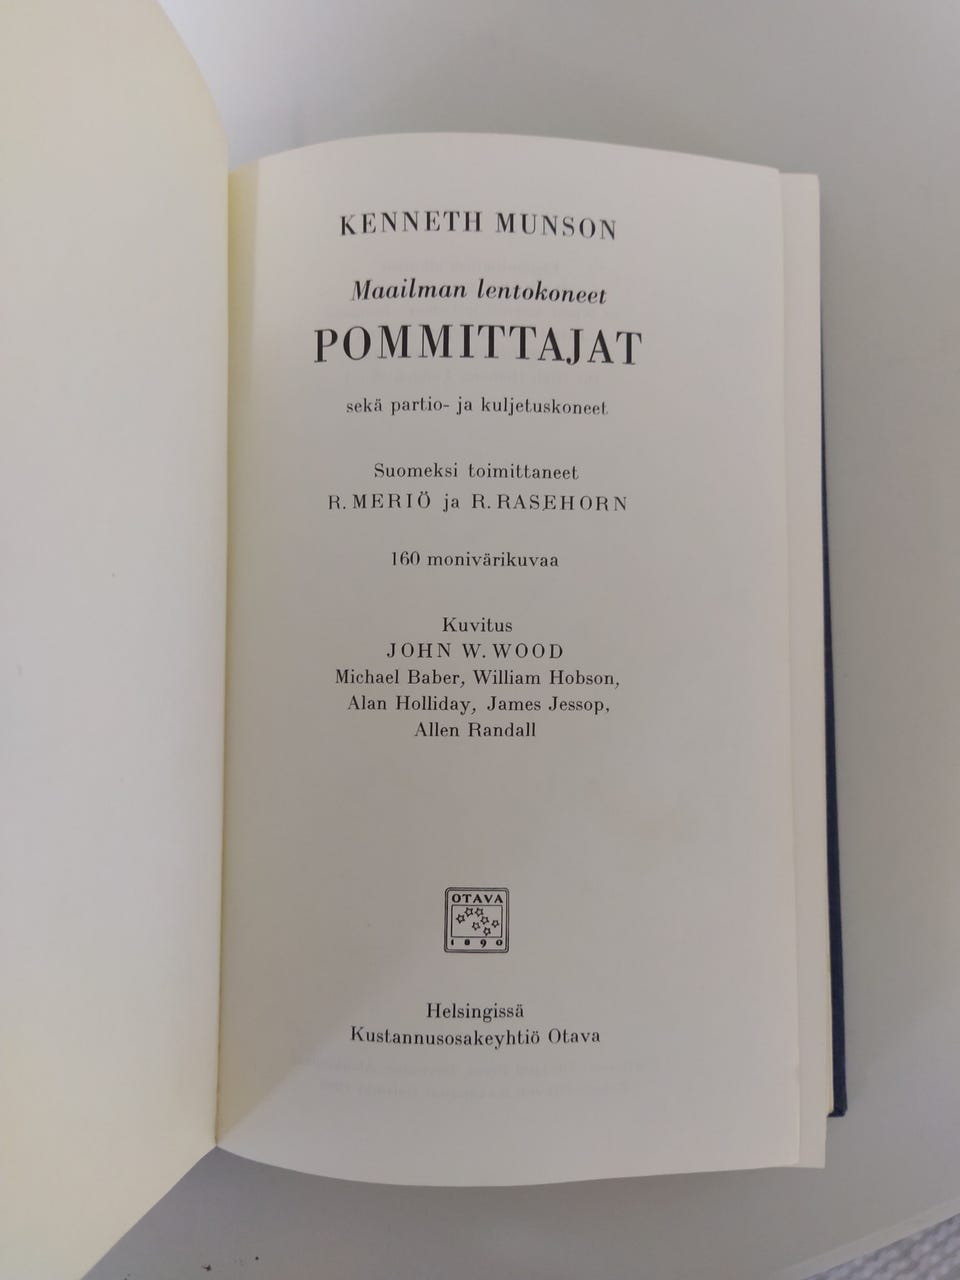 KENNETH MUNSON
Maailman lentokoneet
POMMITTAJAT
sekä partio- ja kuljetuskoneet
Suomeksi toimittaneet
R. MERIÖ ja R. RASEHORN
160 monivärikuvaa
Kuvitus
JOHN W. WOOD
Michael Baber, William Hobson,
Alan Holliday, James Jessop,
Allen Randall
OTAVA
1890
Helsingissä
Kustannusosakeyhtiö Otava